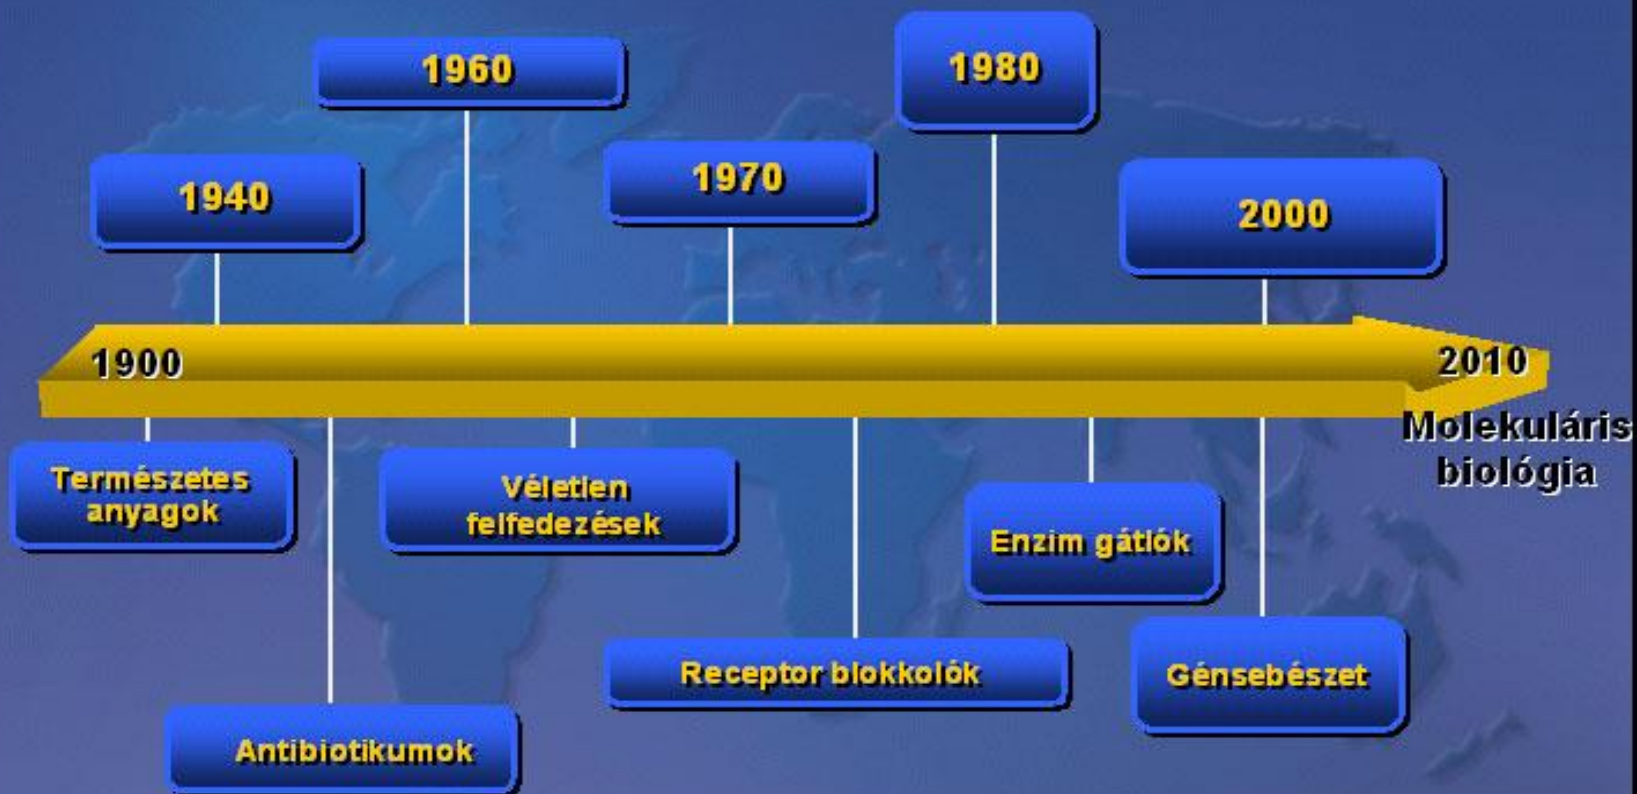 1960
1980
1940
1970
2000
1900
2010
Molekuláris
biológia
Természetes
anyagok
Véletlen
felfedezések
Enzim gátlók
Receptor blokkolók
Génsebészet
Antibiotikumok